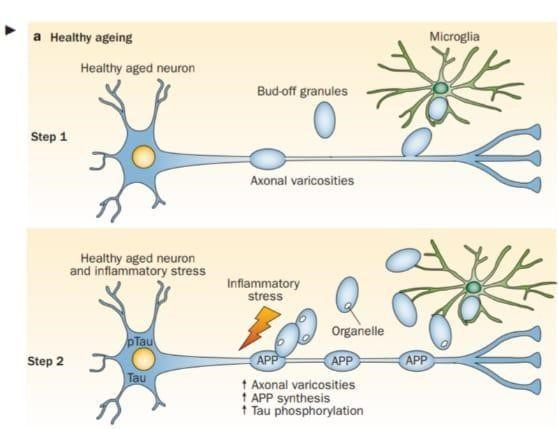 a Healthy ageing
Microglia
Healthy aged neuron
Bud-off granules
Step 1
Axonal varicosities
Healthy aged neuron
and inflammatory stress
Inflammatory
stress
Organelle
pTau
Step 2
APP APP APP
Tau
↑ Axonal varicosities
↑ APP synthesis
↑ Tau phosphorylation